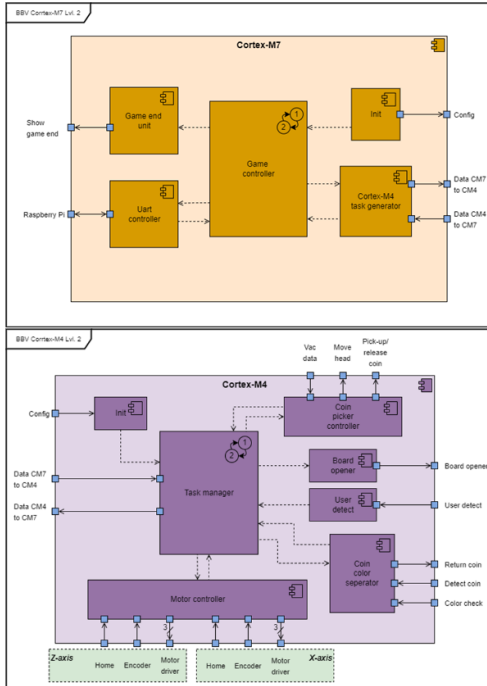 BBV Corrtex-M7 Lvl. 2
Cortex-M7
Show
game end
Game end
unit
Game
controller
1
2
Init
Config
Raspberry Pi
Uart
controller
Cortex-M4
task generator
Data CM7
to CM4
Data CM4
to CM7
BBV Corrtex-M4 Lvl. 2
Vac
data
Move
head
Pick-up/
release
coin
Cortex-M4
Config
Init
Coin
picker
controller
Task manager
1
2
Data CM7
to CM4
Data CM4
to CM7
Board
opener
Board opener
User
detect
User detect
Coin
color
seperator
Return coin
Detect coin
Color check
Motor controller
3
3
Z-axis
Home
Encoder
Motor
driver
Home
Encoder
Motor
driver
X-axis